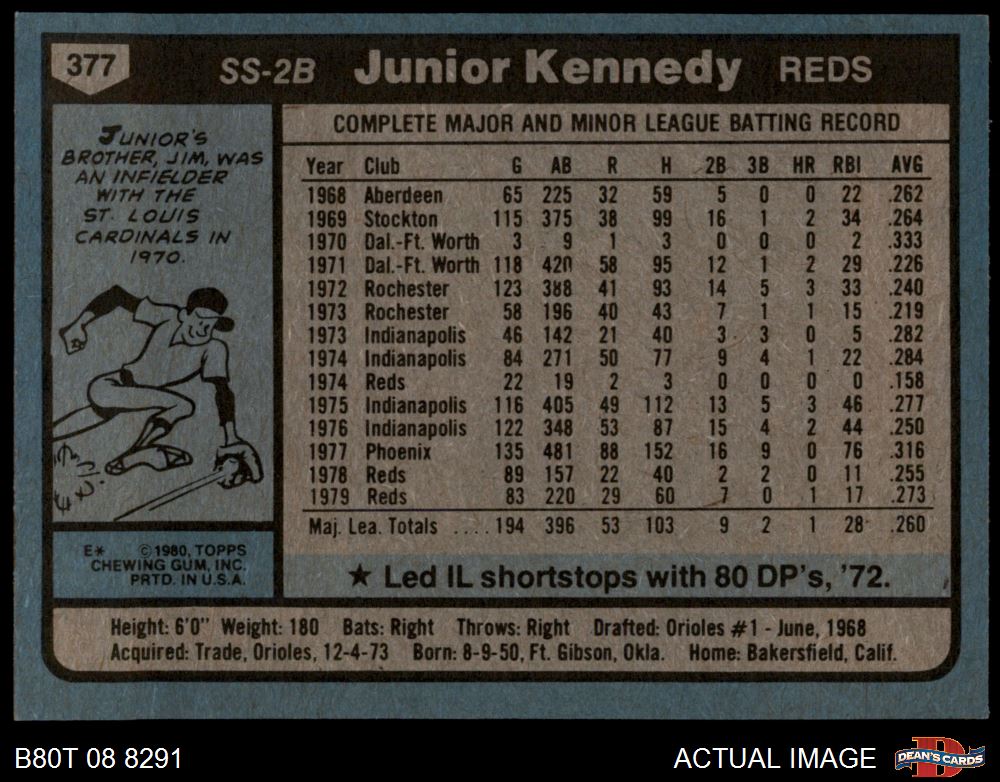 377
SS-2B Junior Kennedy REDS
JUNIOR'S
BROTHER, JIM, WAS
AN INFIELDER
WITH THE
ST. LOUIS
CARDINALS IN
1970.
COMPLETE MAJOR AND MINOR LEAGUE BATTING RECORD
Year Club G AB R H 2B 3B HR RBI AVG
1968 Aberdeen 65 225 32 59 5 0 0 22 .262
1969 Stockton 115 375 38 99 16 1 2 34 .264
1970 Dal.-Ft. Worth 3 9 1 3 0 0 0 2 .333
1971 Dal.-Ft. Worth 118 420 58 95 12 1 2 29 .226
1972 Rochester 123 388 41 93 14 5 3 33 .240
1973 Rochester 58 196 40 43 7 1 1 15 .219
1973 Indianapolis 46 142 21 40 3 3 0 5 .282
1974 Indianapolis 84 271 50 77 9 4 1 22 .284
1974 Reds 22 19 2 3 0 0 0 0 .158
1975 Indianapolis 116 405 49 112 13 5 3 46 .277
1976 Indianapolis 122 348 53 87 15 4 2 44 .250
1977 Phoenix 135 481 88 152 16 9 0 76 .316
1978 Reds 89 157 22 40 2 2 0 11 .255
1979 Reds 83 220 29 60 7 0 1 17 .273
Maj. Lea. Totals .... 194 396 53 103 9 2 1 28 .260
E* © 1980, TOPPS
CHEWING GUM, INC.
PRTD. IN U.S.A.
★ Led IL shortstops with 80 DP's, '72.
Height: 6'0" Weight: 180 Bats: Right Throws: Right Drafted: Orioles #1 - June, 1968
Acquired: Trade, Orioles, 12-4-73 Born: 8-9-50, Ft. Gibson, Okla. Home: Bakersfield, Calif.
B80T 08 8291 ACTUAL IMAGE D DEAN'S CARDS